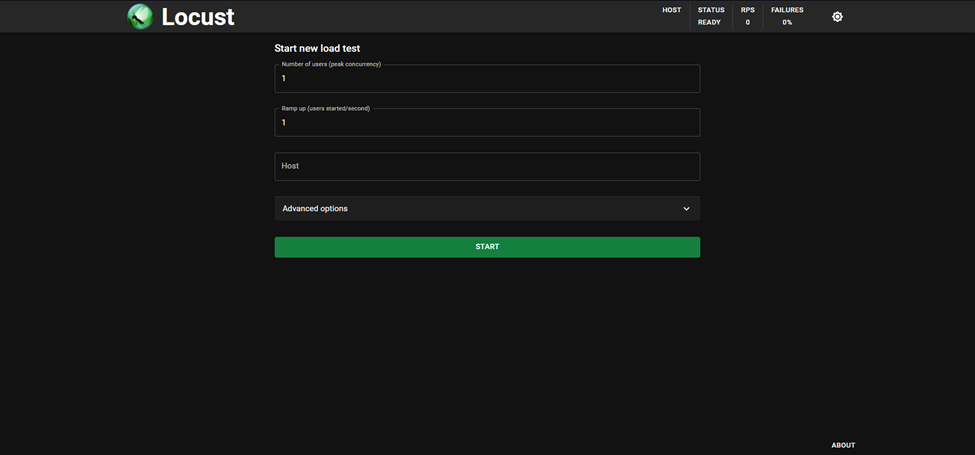 Locust
HOST
STATUS
READY
RPS
0
FAILURES
0%
Start new load test
Number of users (peak concurrency)
1
Ramp up (users started/second)
1
Host
Advanced options
START
ABOUT